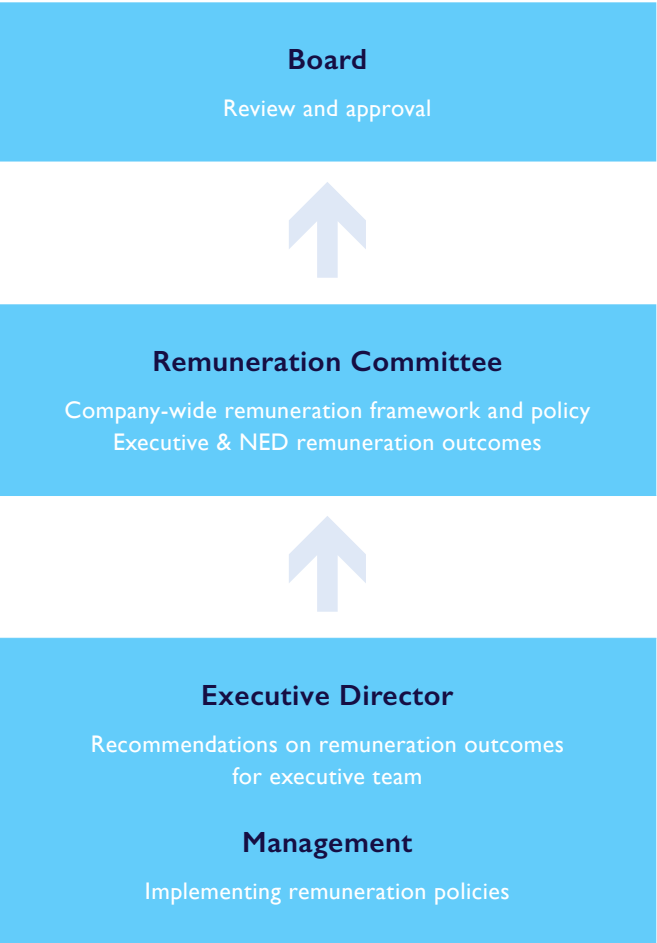 Board
Review and approval
Remuneration Committee
Company-wide remuneration framework and policy
Executive & NED remuneration outcomes
Executive Director
Recommendations on remuneration outcomes
for executive team
Management
Implementing remuneration policies